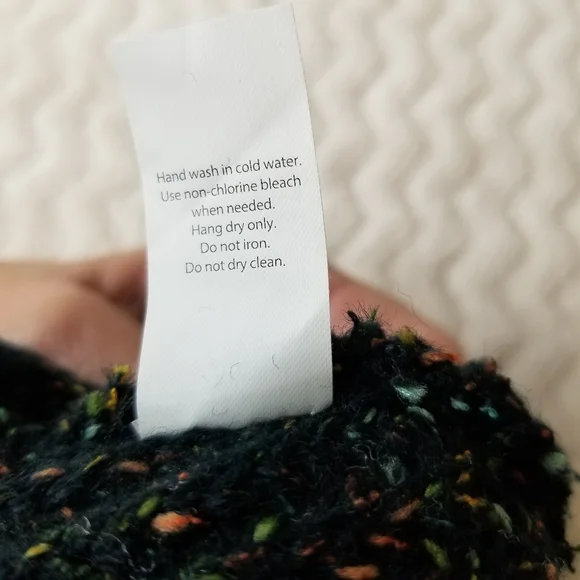 Hand wash in cold water.
Use non-chlorine bleach
when needed.
Hang dry only.
Do not iron.
Do not dry clean.